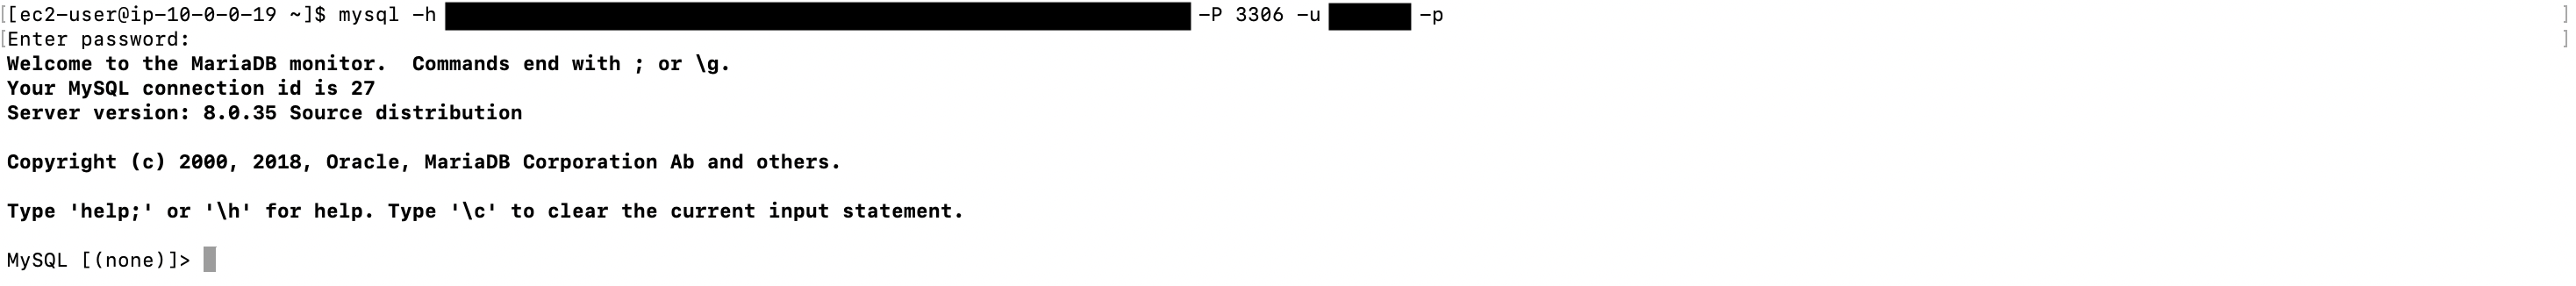 [[ec2-user@ip-10-0-0-19 ~]$ mysql -h -P 3306 -u -p ]
[Enter password: ]
Welcome to the MariaDB monitor.  Commands end with ; or \g.
Your MySQL connection id is 27
Server version: 8.0.35 Source distribution
Copyright (c) 2000, 2018, Oracle, MariaDB Corporation Ab and others.
Type 'help;' or '\h' for help. Type '\c' to clear the current input statement.
MySQL [(none)]>